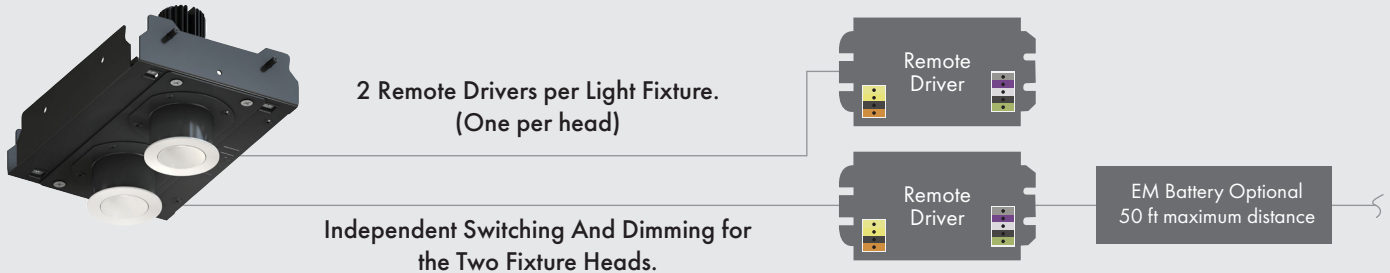 2 Remote Drivers per Light Fixture.
(One per head)
Remote
Driver
Independent Switching And Dimming for
the Two Fixture Heads.
Remote
Driver
EM Battery Optional
50 ft maximum distance